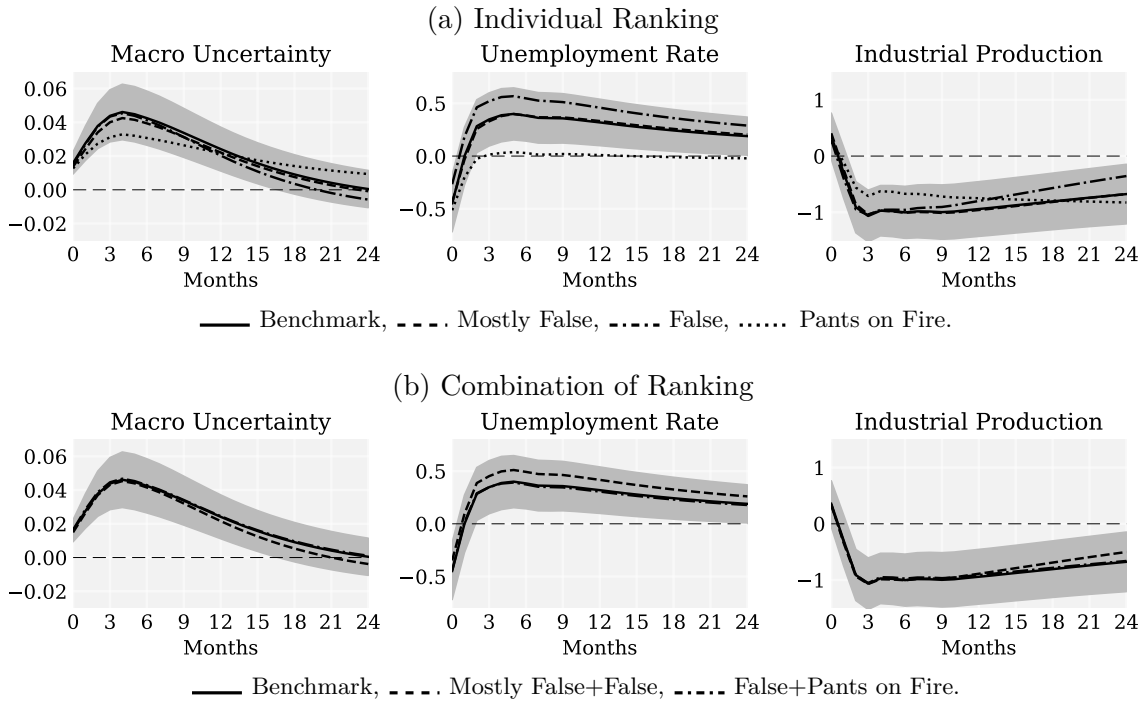 (a) Individual Ranking
Macro Uncertainty Unemployment Rate Industrial Production
0.06
0.04
0.02
0.00
−0.02
0 3 6 9 12 15 18 21 24
Months
0.5
0.0
−0.5
0 3 6 9 12 15 18 21 24
Months
1
0
−1
0 3 6 9 12 15 18 21 24
Months
Benchmark, Mostly False, False, Pants on Fire.
(b) Combination of Ranking
Macro Uncertainty Unemployment Rate Industrial Production
0.06
0.04
0.02
0.00
−0.02
0 3 6 9 12 15 18 21 24
Months
0.5
0.0
−0.5
0 3 6 9 12 15 18 21 24
Months
1
0
−1
0 3 6 9 12 15 18 21 24
Months
Benchmark, Mostly False+False, False+Pants on Fire.